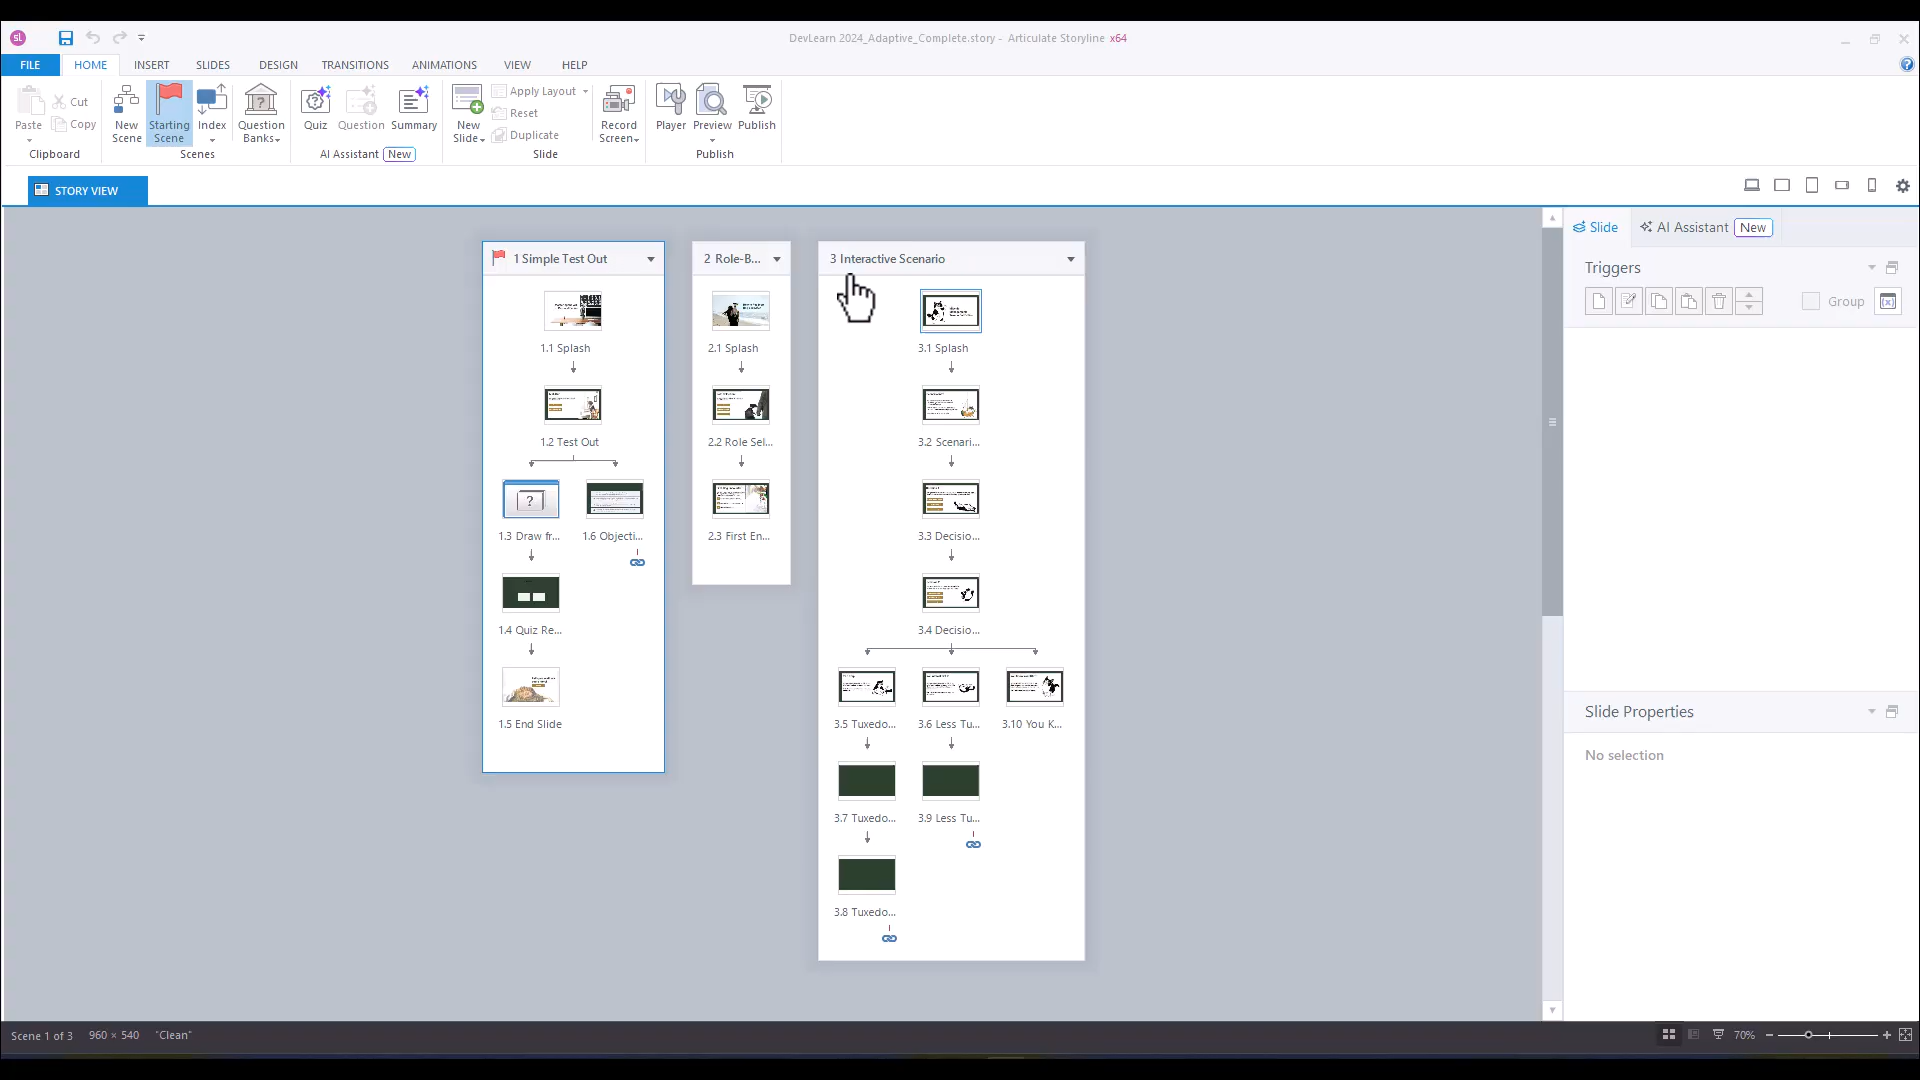 sl
DevLearn 2024_Adaptive_Complete.story - Articulate Storyline x64
FILE
HOME
INSERT
SLIDES
DESIGN
TRANSITIONS
ANIMATIONS
VIEW
HELP
Paste
Cut
Copy
Clipboard
New Scene
Starting Scene
Index
Question Banks
Scenes
Quiz
Question
Summary
AI Assistant New
New Slide
Apply Layout
Reset
Duplicate
Slide
Record Screen
Player
Preview
Publish
Publish
STORY VIEW
1 Simple Test Out
1.1 Splash
1.2 Test Out
?
1.3 Draw fr...
1.6 Objecti...
1.4 Quiz Re...
1.5 End Slide
2 Role-B...
2.1 Splash
2.2 Role Sel...
2.3 First En...
3 Interactive Scenario
3.1 Splash
3.2 Scenari...
3.3 Decisio...
3.4 Decisio...
3.5 Tuxedo...
3.6 Less Tu...
3.10 You K...
3.7 Tuxedo...
3.9 Less Tu...
3.8 Tuxedo...
Slide
AI Assistant New
Triggers
Group
Slide Properties
No selection
Scene 1 of 3
960 × 540
"Clean"
70%